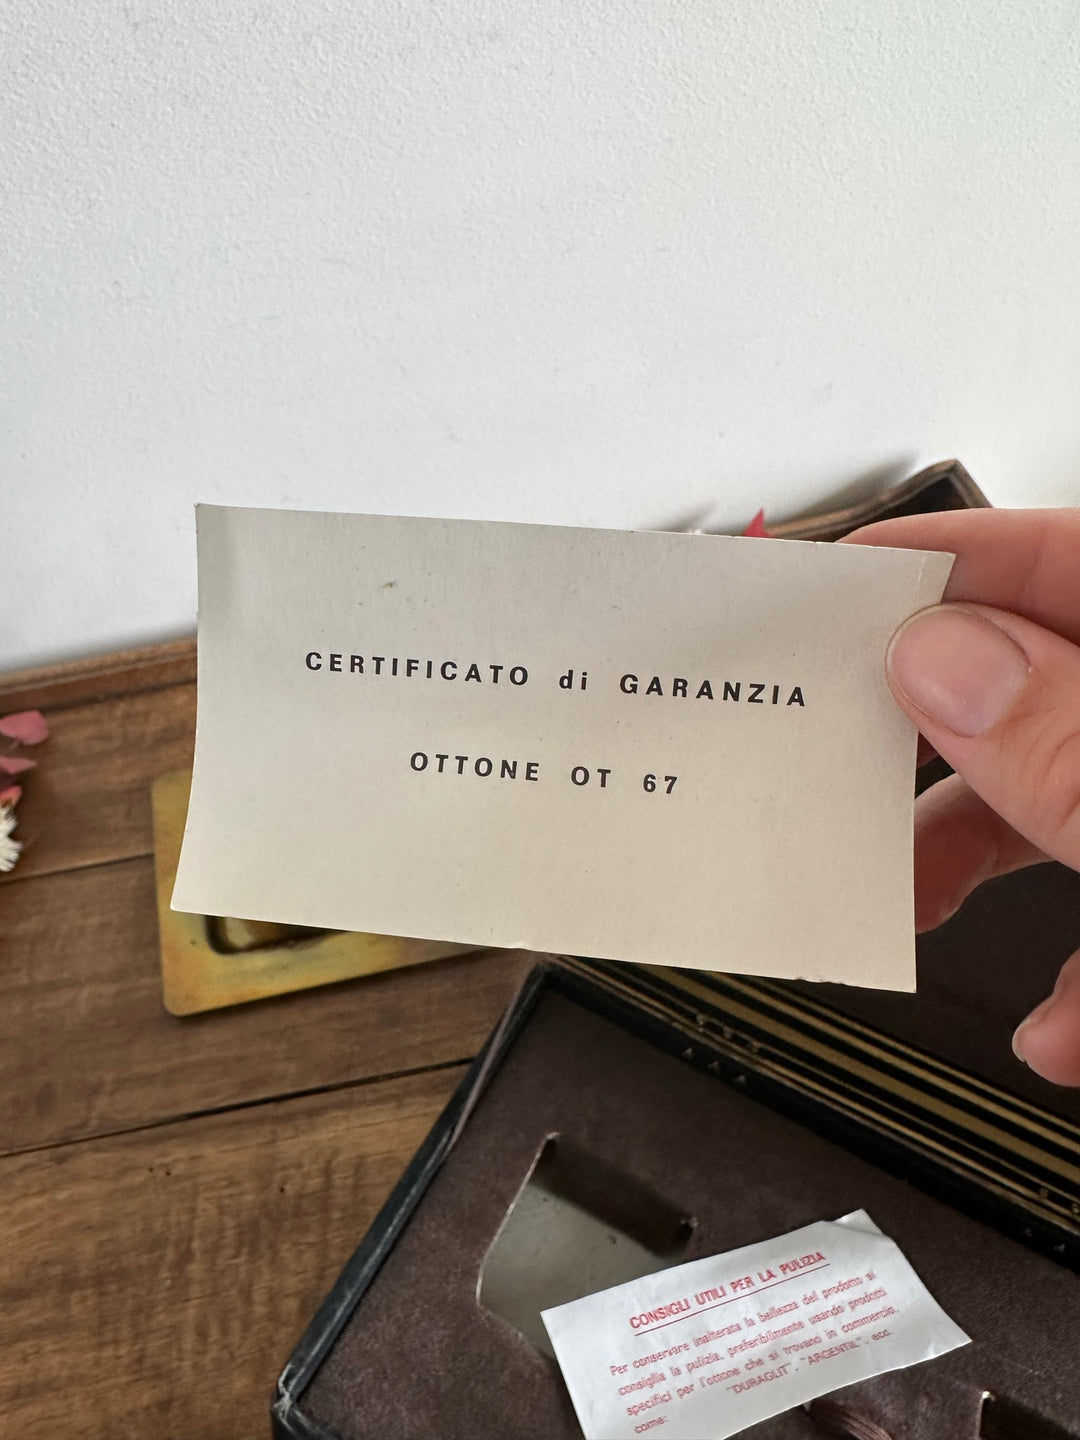 CERTIFICATO di GARANZIA
OTTONE OT 67
CONSIGLI UTILI PER LA PULIZIA
Per conservare inalterata la bellezza del prodotto si
consiglia la pulizia, preferibilmente usando prodotti
specifici per l'ottone che si trovano in commercio,
come: "DURAGLIT", "ARGENTIL", ecc.